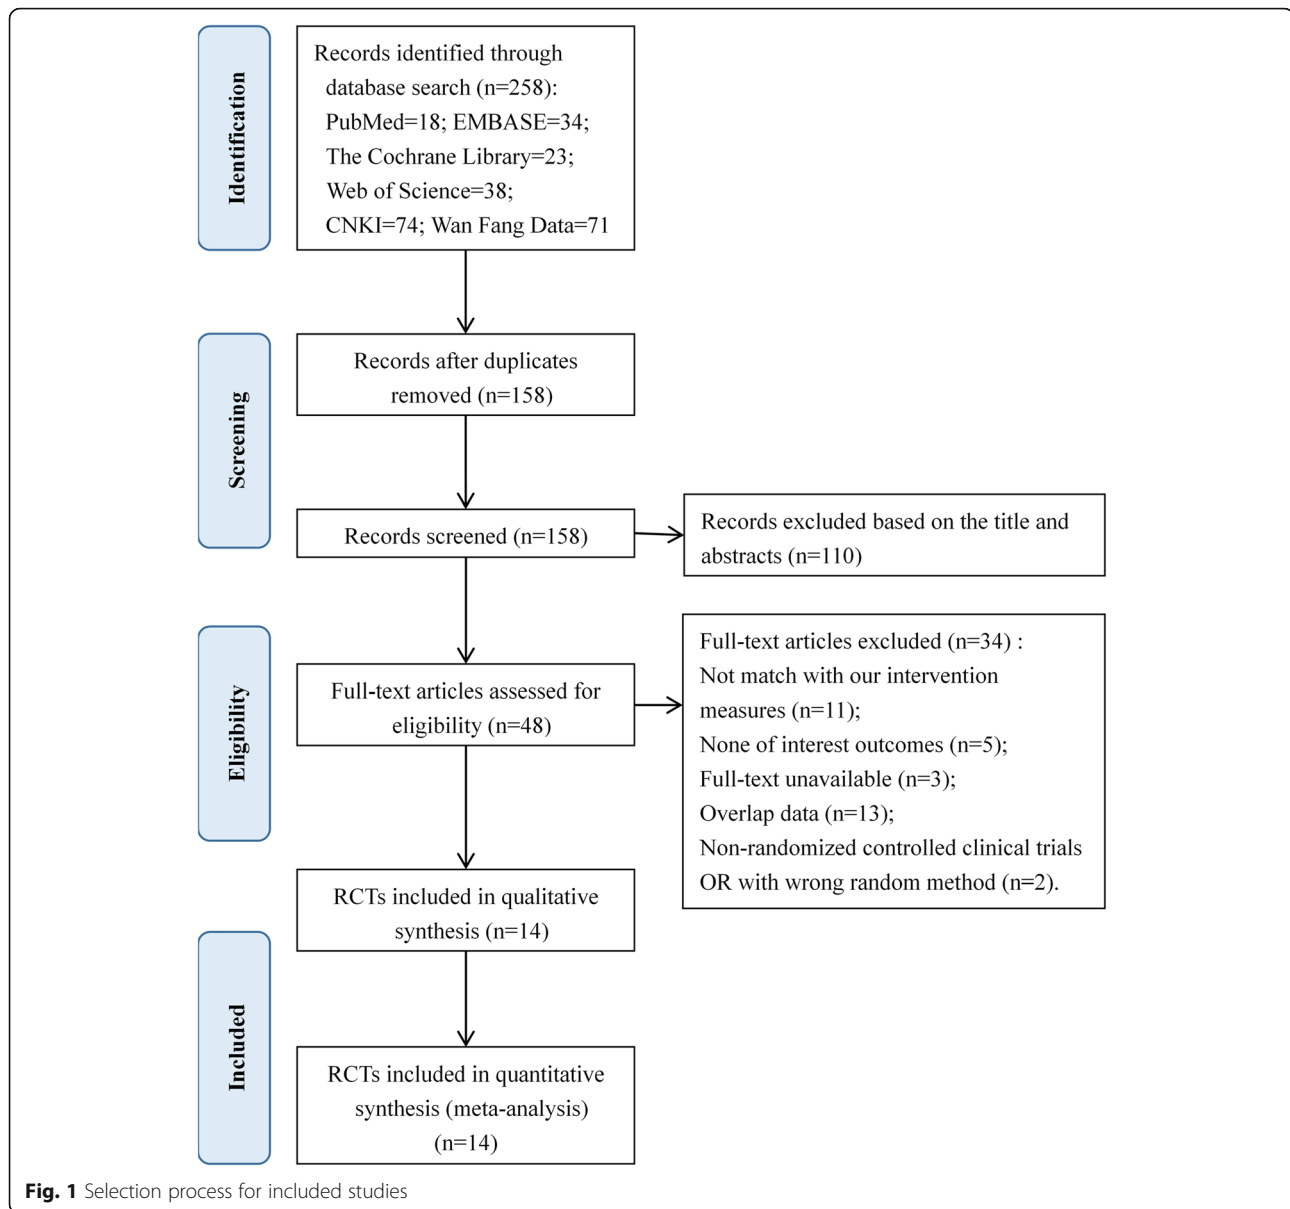 Identification
Records identified through
database search (n=258):
PubMed=18; EMBASE=34;
The Cochrane Library=23;
Web of Science=38;
CNKI=74; Wan Fang Data=71
Screening
Records after duplicates
removed (n=158)
Records screened (n=158)
Records excluded based on the title and
abstracts (n=110)
Eligibility
Full-text articles assessed for
eligibility (n=48)
Full-text articles excluded (n=34) :
Not match with our intervention
measures (n=11);
None of interest outcomes (n=5);
Full-text unavailable (n=3);
Overlap data (n=13);
Non-randomized controlled clinical trials
OR with wrong random method (n=2).
Included
RCTs included in qualitative
synthesis (n=14)
RCTs included in quantitative
synthesis (meta-analysis)
(n=14)
Fig. 1 Selection process for included studies